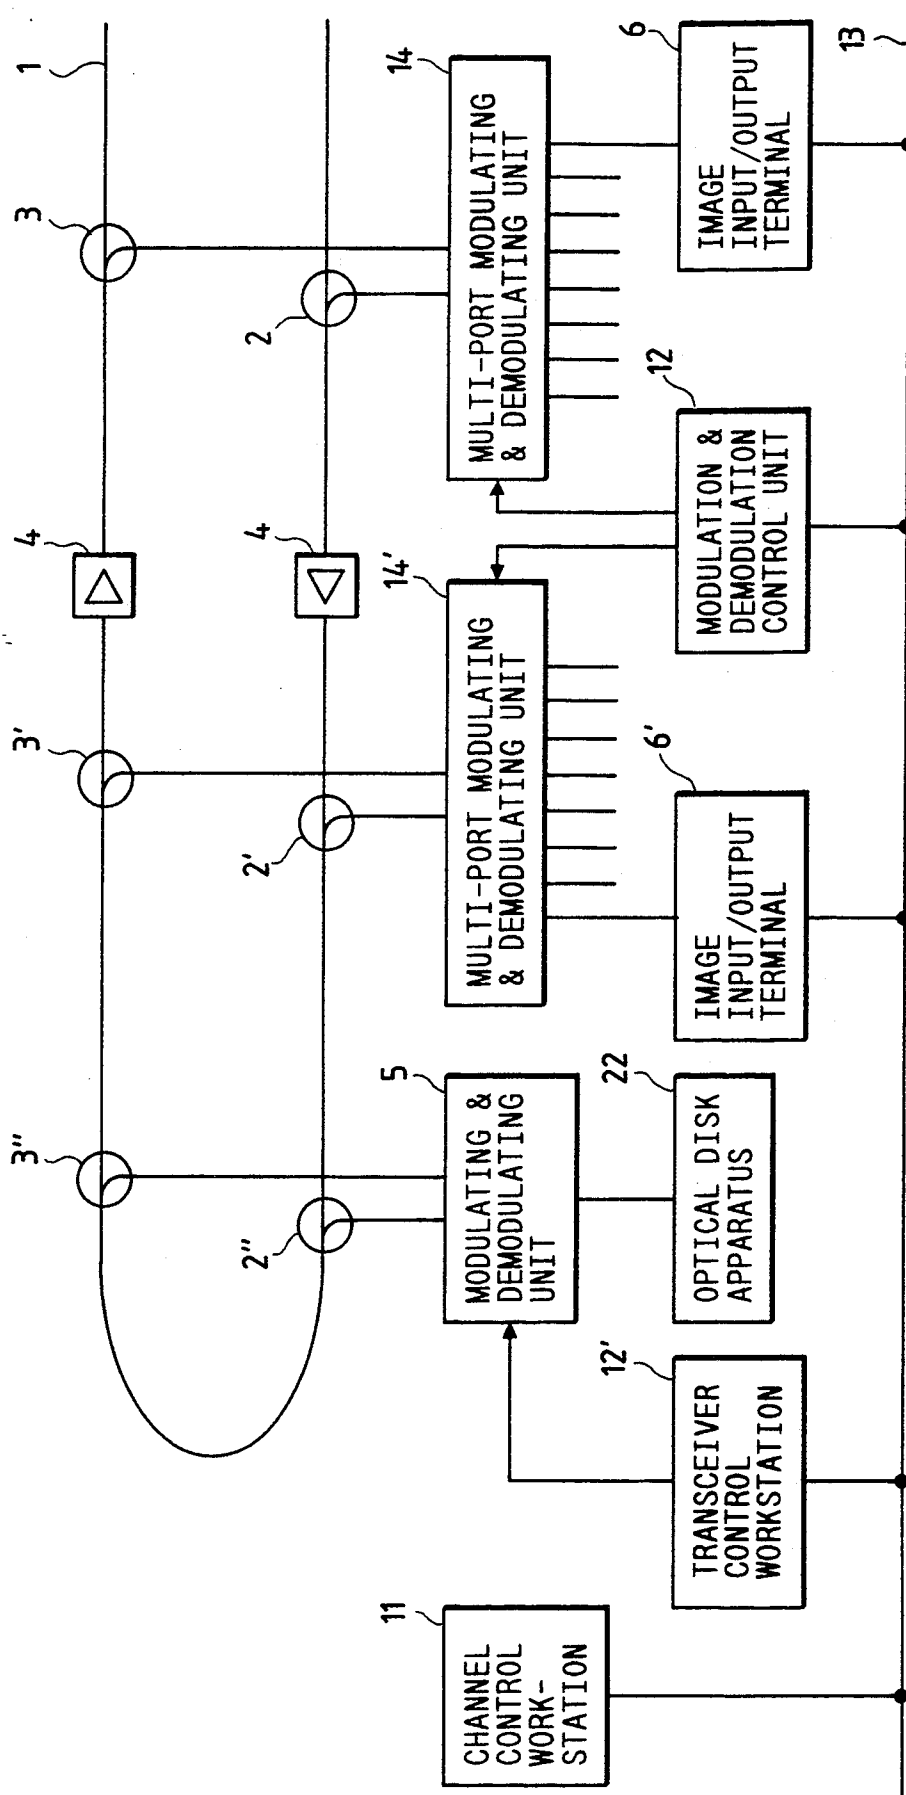 1
3
2
4
4
3'
2'
3"
2"
14
MULTI-PORT MODULATING
& DEMODULATING UNIT
6
IMAGE
INPUT/OUTPUT
TERMINAL
13
12
MODULATION &
DEMODULATION
CONTROL UNIT
14'
MULTI-PORT MODULATING
& DEMODULATING UNIT
6'
IMAGE
INPUT/OUTPUT
TERMINAL
5
MODULATING &
DEMODULATING
UNIT
22
OPTICAL DISK
APPARATUS
12'
TRANSCEIVER
CONTROL
WORKSTATION
11
CHANNEL
CONTROL
WORK-
STATION